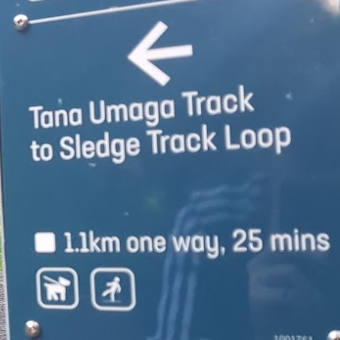 Tana Umaga Track
to Sledge Track Loop
1.1km one way, 25 mins